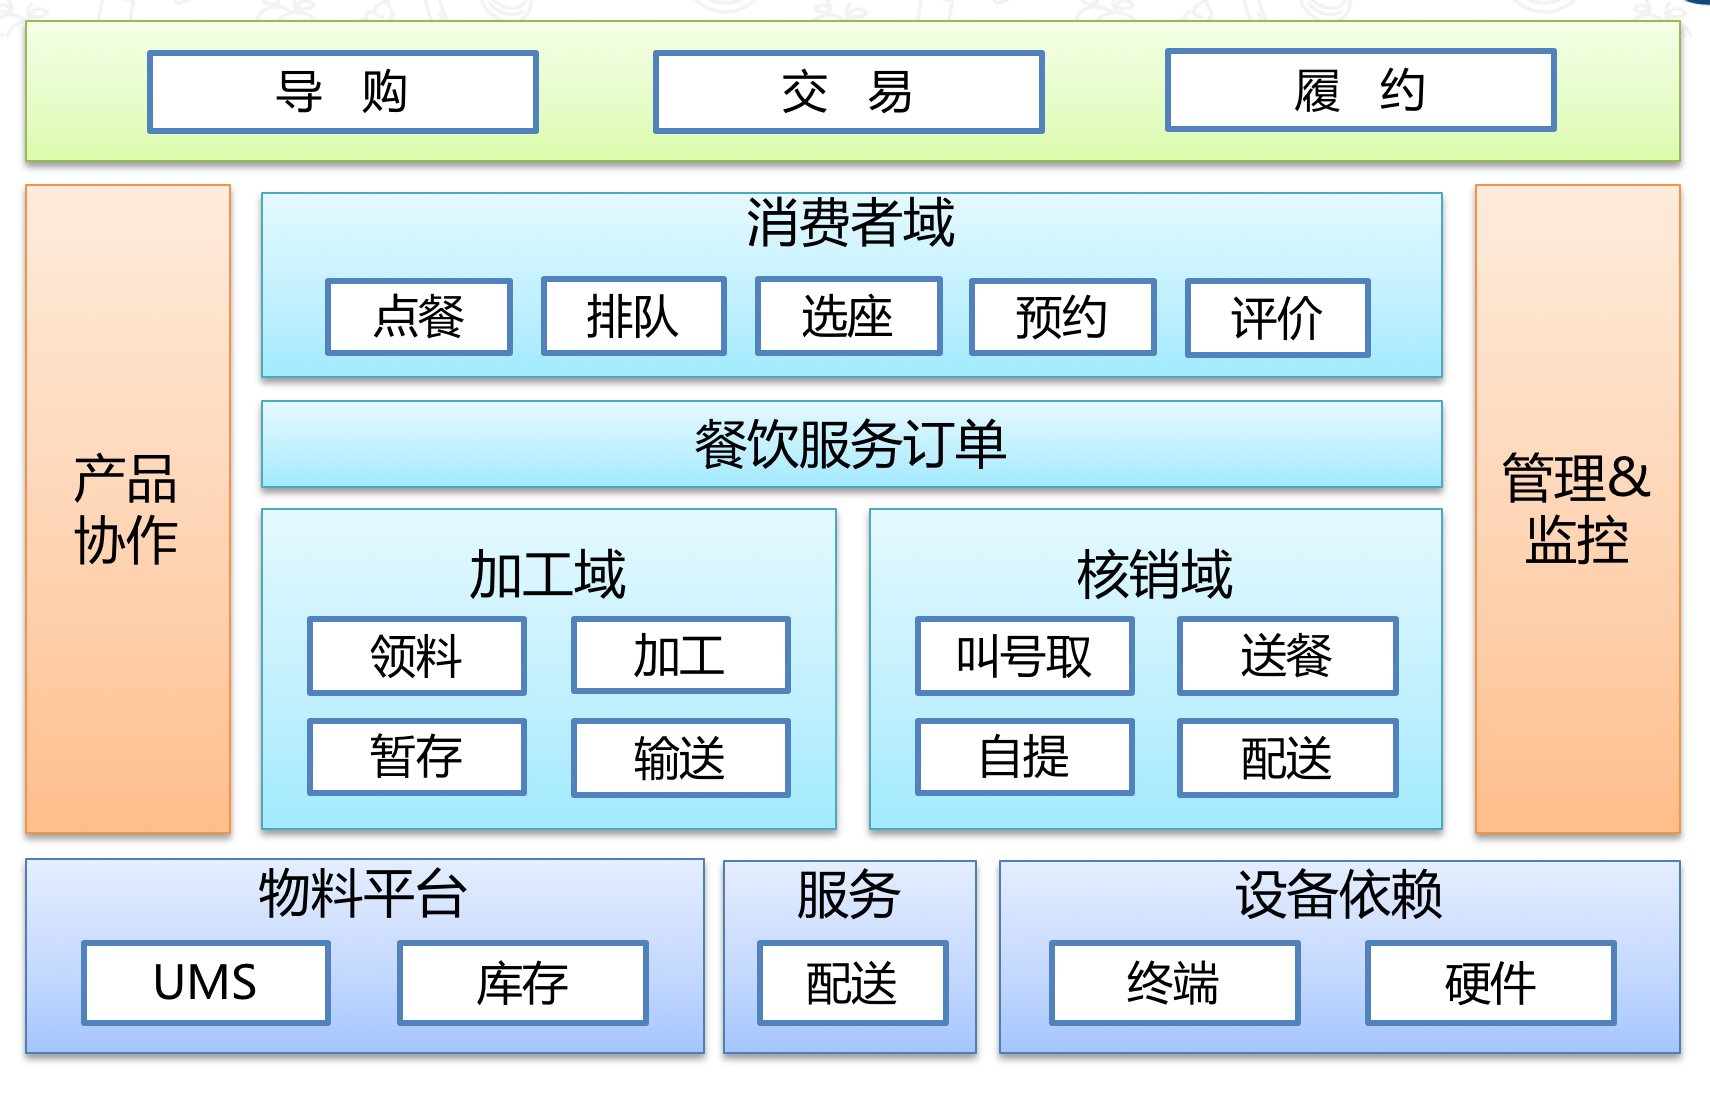 导 购
交 易
履 约
产品
协作
消费者域
点餐
排队
选座
预约
评价
餐饮服务订单
加工域
领料
加工
暂存
输送
核销域
叫号取
送餐
自提
配送
管理&
监控
物料平台
UMS
库存
服务
配送
设备依赖
终端
硬件